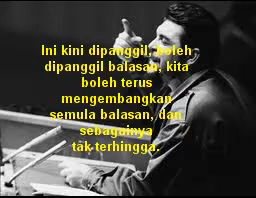 Ini kini dipanggil, boleh
dipanggil balasan, kita
boleh terus
mengembangkan
semula balasan, dan
sebagainya
tak terhingga.